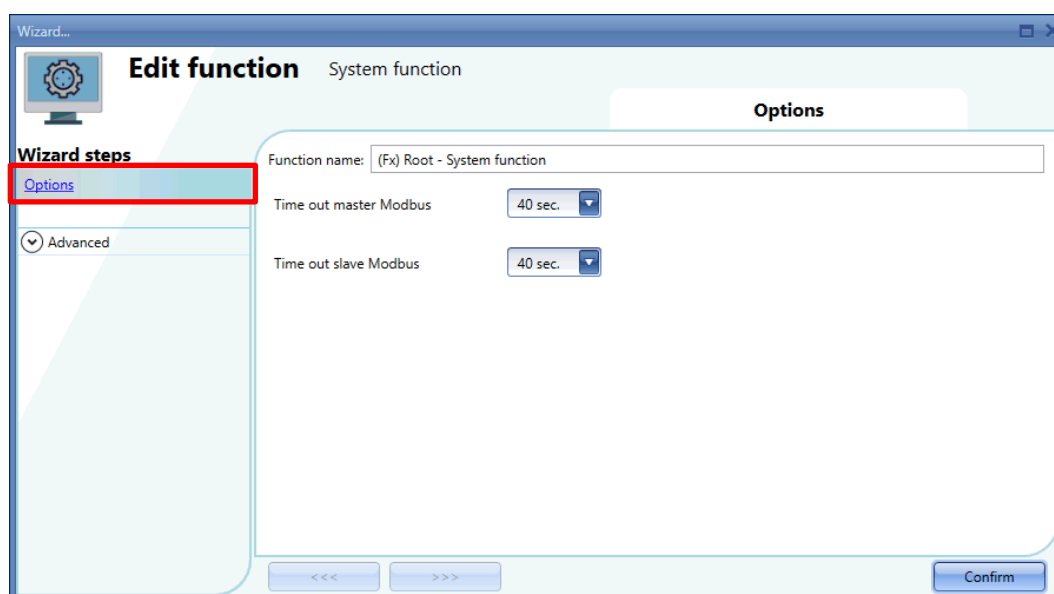 Wizard...
Edit function System function
Options
Wizard steps
Options
Advanced
Function name: (Fx) Root - System function
Time out master Modbus 40 sec.
Time out slave Modbus 40 sec.
<<< >>> Confirm